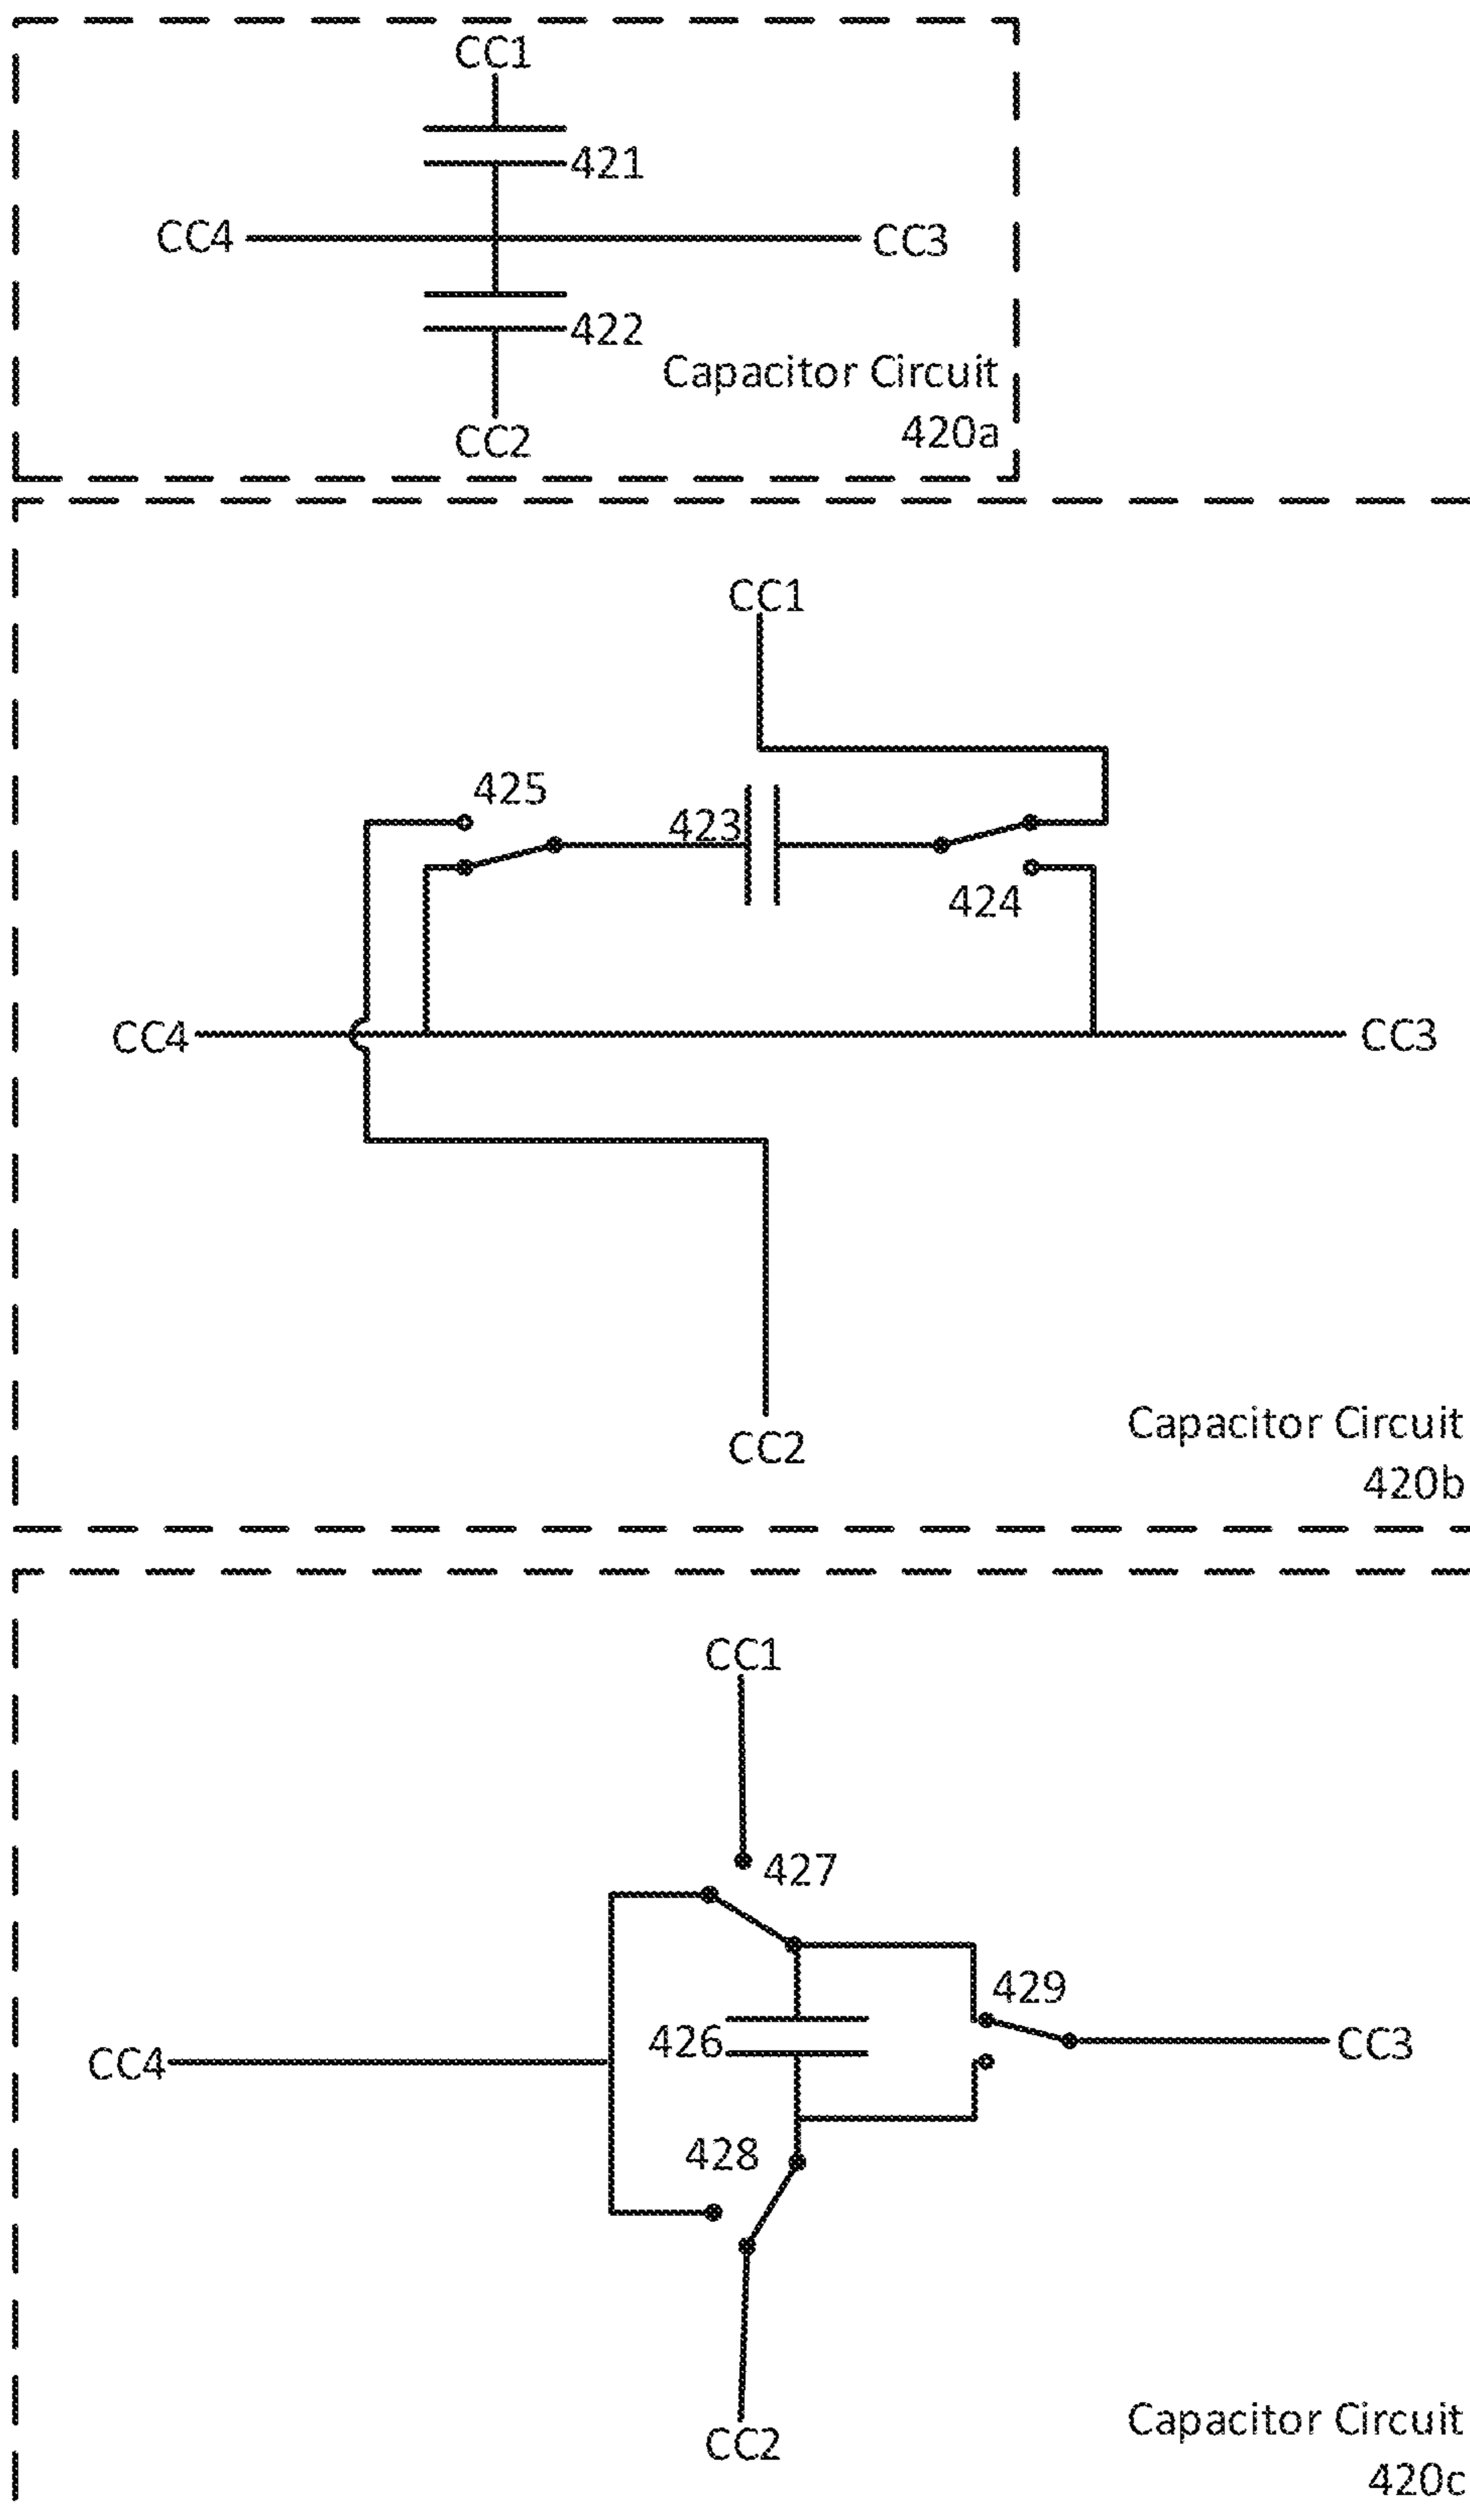 CC1
421
CC4
CC3
422
Capacitor Circuit
420a
CC2
CC1
425
423
424
CC4
CC3
CC2
Capacitor Circuit
420b
CC1
427
429
426
CC4
CC3
428
CC2
Capacitor Circuit
420c